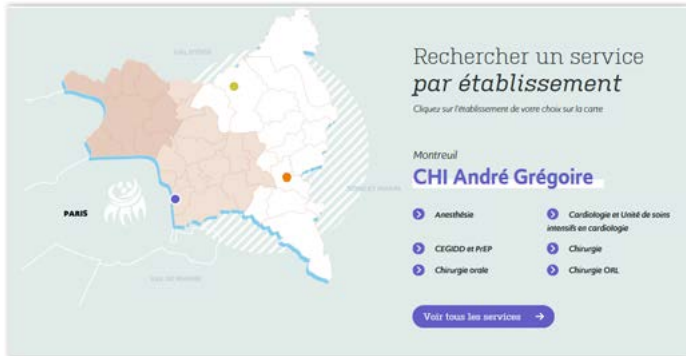 Rechercher un service
par établissement
Cliquez sur l'établissement de votre choix sur la carte
Montreuil
CHI André Grégoire
Anesthésie
Cardiologie et Unité de soins
intensifs en cardiologie
CEGIDD et PrEP
Chirurgie
Chirurgie orale
Chirurgie ORL
Voir tous les services
PARIS